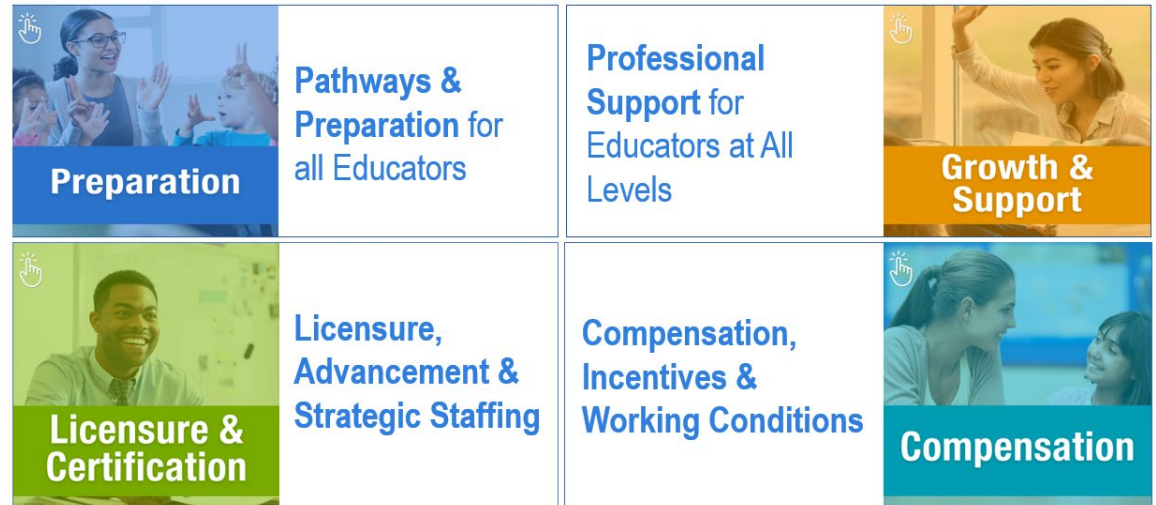 Preparation
Pathways &
Preparation for
all Educators
Professional
Support for
Educators at All
Levels
Growth &
Support
Licensure &
Certification
Licensure,
Advancement &
Strategic Staffing
Compensation,
Incentives &
Working Conditions
Compensation